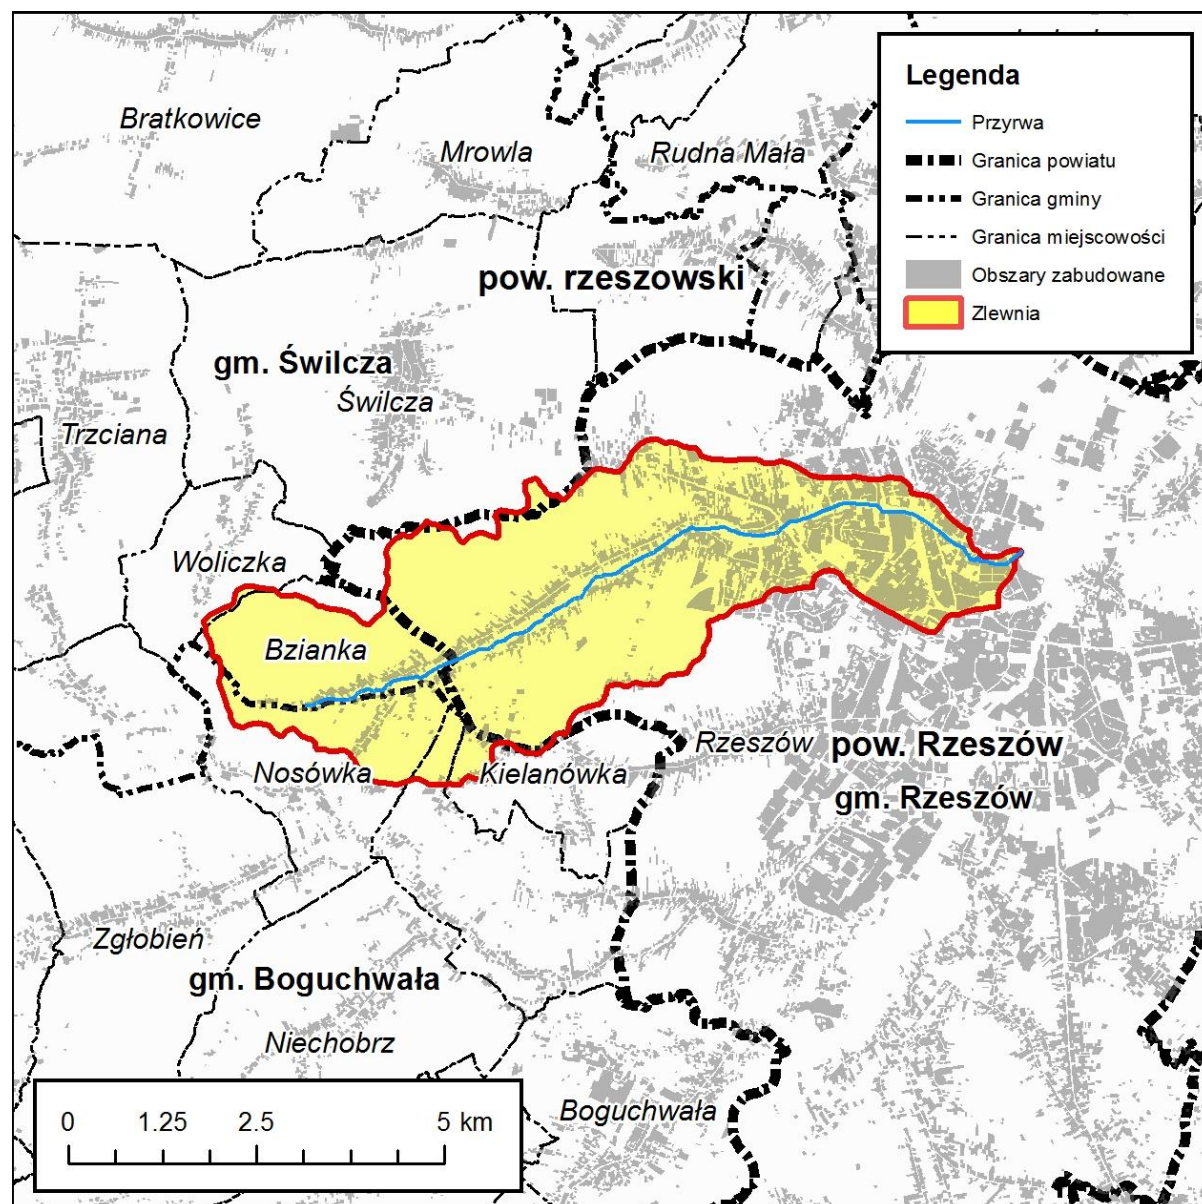 Legenda
Przyrwa
Granica powiatu
Granica gminy
Granica miejscowości
Obszary zabudowane
Zlewnia
Bratkowice
Mrowla
Rudna Mała
pow. rzeszowski
gm. Świlcza
Świlcza
Trzciana
Woliczka
Bzianka
Nosówka
Kielanówka
Rzeszów
pow. Rzeszów
gm. Rzeszów
Zgłobień
gm. Boguchwała
Niechobrz
Boguchwała
0 1.25 2.5 5 km